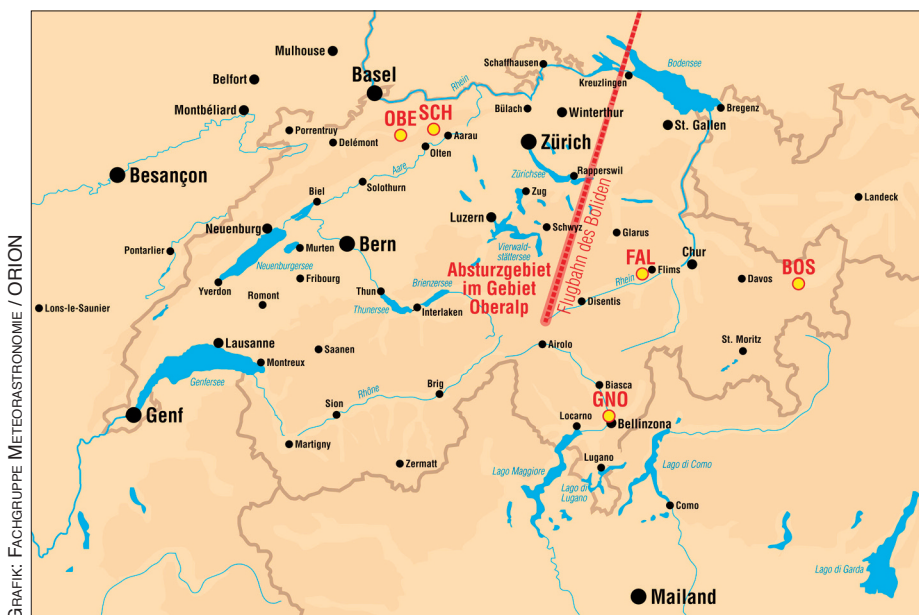 Mulhouse
Schaffhausen
Bodensee
Kreuzlingen
Belfort
Basel
Rhein
Montbéliard
Bülach
Winterthur
Bregenz
OBE
SCH
St. Gallen
Porrentruy
Aarau
Delémont
Olten
Zürich
Besançon
Aare
Rapperswil
Zürichsee
Solothurn
Zug
Biel
Landeck
Luzern
Neuenburg
Schwyz
Glarus
Bern
Murten
Vierwald-
stättersee
Flugbahn des Boliden
Pontarlier
Neuenburgersee
FAL
Chur
Absturzgebiet
im Gebiet
Oberalp
Rhein
Flims
BOS
Fribourg
Davos
Yverdon
Thun
Brienzersee
Romont
Disentis
Lons-le-Saunier
Thunersee
Interlaken
Lausanne
Saanen
Airolo
St. Moritz
Montreux
Genfersee
Biasca
Rhône
Brig
GNO
Sion
Locarno
Genf
Bellinzona
Martigny
Lugano
Zermatt
Lago Maggiore
Lago di Como
Lago di
Lugano
Como
Lago di Garda
Mailand
GRAFIK: FACHGRUPPE METEORASTRONOMIE / ORION